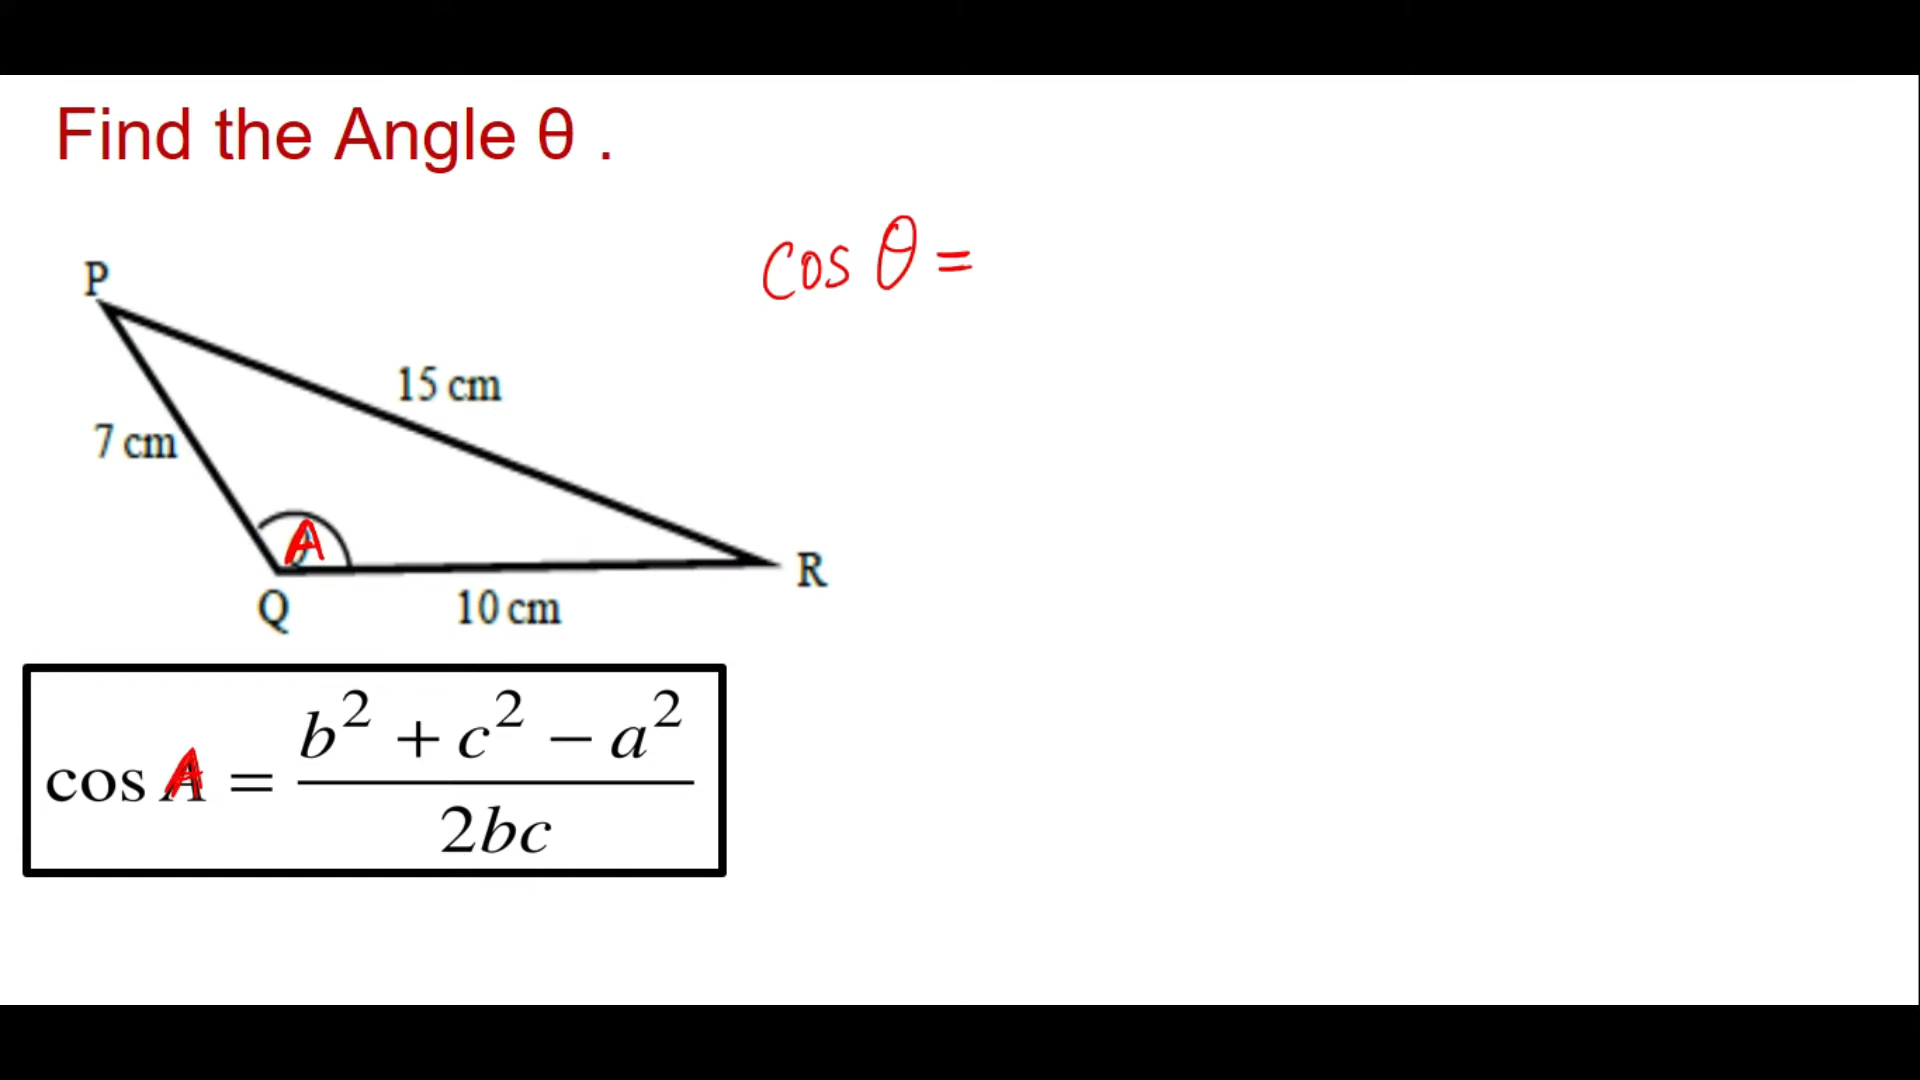 Find the Angle θ .
cos θ =
P
15 cm
7 cm
A
R
Q
10 cm
cos A = b² + c² − a² / 2bc